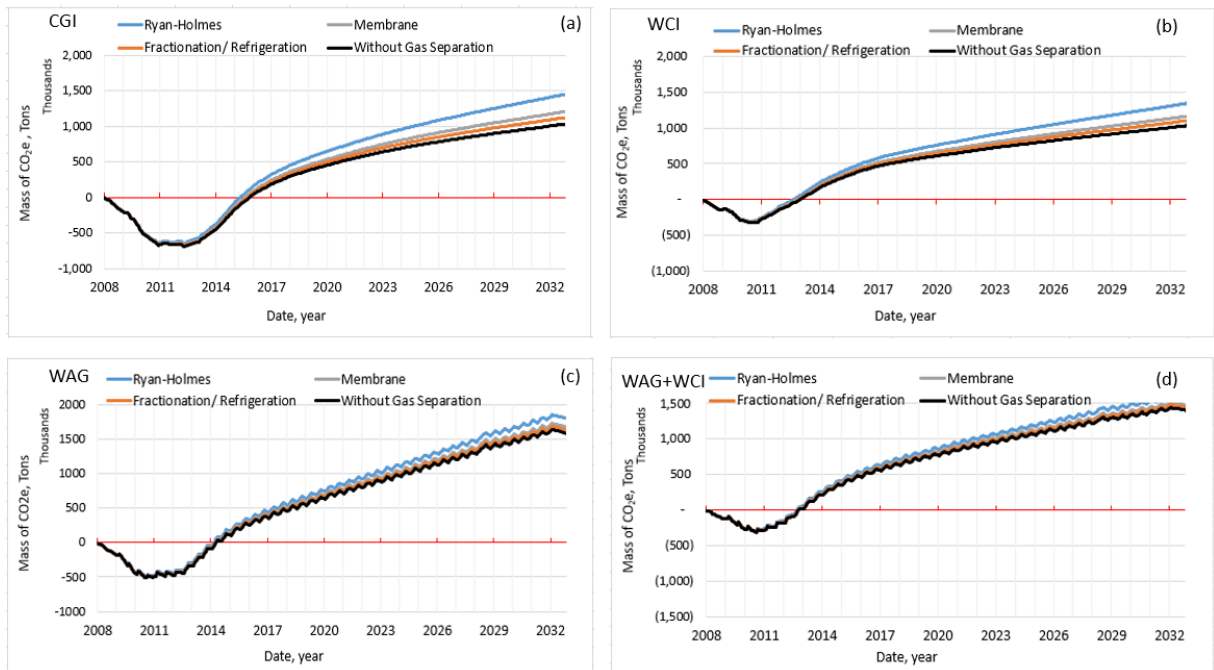 CGI
(a)
Ryan-Holmes
Membrane
Fractionation/ Refrigeration
Without Gas Separation
Mass of CO₂e, Tons
Thousands
2,000
1,500
1,000
500
0
-500
-1,000
2008 2011 2014 2017 2020 2023 2026 2029 2032
Date, year
WCI
(b)
Ryan-Holmes
Membrane
Fractionation/ Refrigeration
Without Gas Separation
Mass of CO₂e, Tons
Thousands
2,000
1,500
1,000
500
-
(500)
(1,000)
2008 2011 2014 2017 2020 2023 2026 2029 2032
Date, year
WAG
(c)
Ryan-Holmes
Membrane
Fractionation/ Refrigeration
Without Gas Separation
Mass of CO2e, Tons
Thousands
2000
1500
1000
500
0
-500
-1000
2008 2011 2014 2017 2020 2023 2026 2029 2032
Date, year
WAG+WCI
(d)
Ryan-Holmes
Membrane
Fractionation/ Refrigeration
Without Gas Separation
Mass of CO₂e, Tons
Thousands
1,500
1,000
500
-
(500)
(1,000)
(1,500)
2008 2011 2014 2017 2020 2023 2026 2029 2032
Date, year